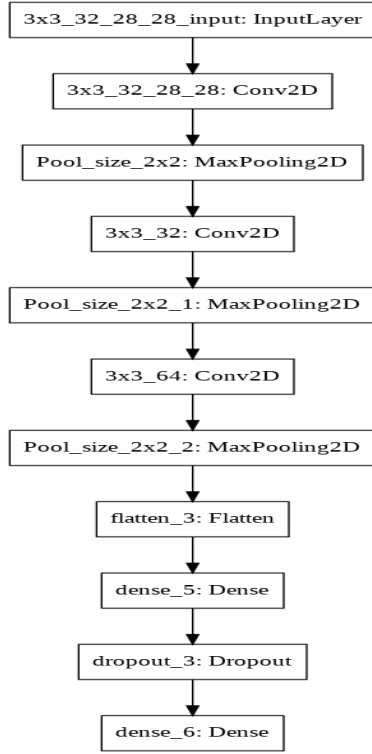 3x3_32_28_28_input: InputLayer
3x3_32_28_28: Conv2D
Pool_size_2x2: MaxPooling2D
3x3_32: Conv2D
Pool_size_2x2_1: MaxPooling2D
3x3_64: Conv2D
Pool_size_2x2_2: MaxPooling2D
flatten_3: Flatten
dense_5: Dense
dropout_3: Dropout
dense_6: Dense